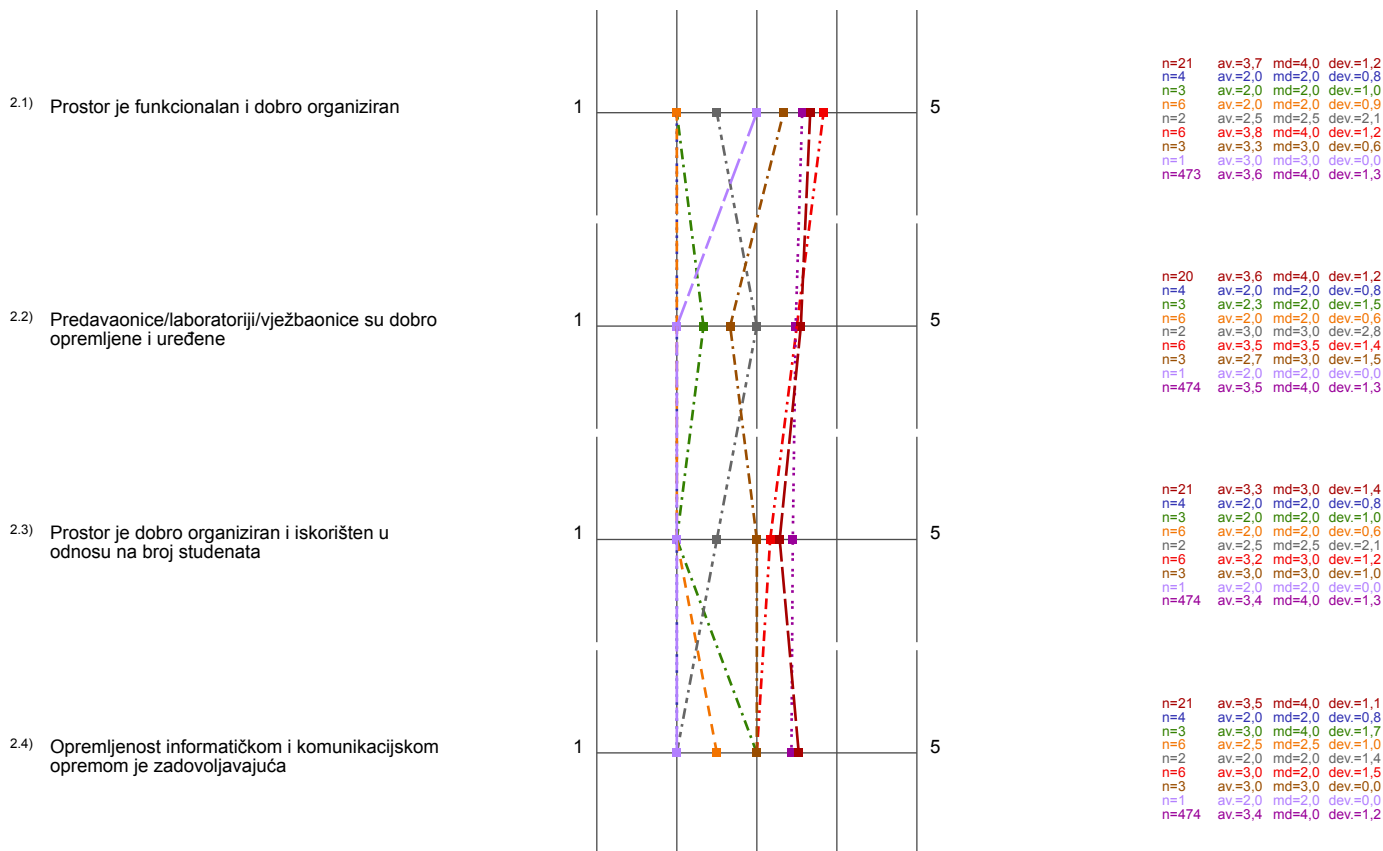 2.1) Prostor je funkcionalan i dobro organiziran
1
5
n=21 av.=3,7 md=4,0 dev.=1,2
n=4 av.=2,0 md=2,0 dev.=0,8
n=3 av.=2,0 md=2,0 dev.=1,0
n=6 av.=2,0 md=2,0 dev.=0,9
n=2 av.=2,5 md=2,5 dev.=2,1
n=6 av.=3,8 md=4,0 dev.=1,2
n=3 av.=3,3 md=3,0 dev.=0,6
n=1 av.=3,0 md=3,0 dev.=0,0
n=473 av.=3,6 md=4,0 dev.=1,3
2.2) Predavaonice/laboratoriji/vježbaonice su dobro
opremljene i uređene
1
5
n=20 av.=3,6 md=4,0 dev.=1,2
n=4 av.=2,0 md=2,0 dev.=0,8
n=3 av.=2,3 md=2,0 dev.=1,5
n=6 av.=2,0 md=2,0 dev.=0,6
n=2 av.=3,0 md=3,0 dev.=2,8
n=6 av.=3,5 md=3,5 dev.=1,4
n=3 av.=2,7 md=3,0 dev.=1,5
n=1 av.=2,0 md=2,0 dev.=0,0
n=474 av.=3,5 md=4,0 dev.=1,3
2.3) Prostor je dobro organiziran i iskorišten u
odnosu na broj studenata
1
5
n=21 av.=3,3 md=3,0 dev.=1,4
n=4 av.=2,0 md=2,0 dev.=0,8
n=3 av.=2,0 md=2,0 dev.=1,0
n=6 av.=2,0 md=2,0 dev.=0,6
n=2 av.=2,5 md=2,5 dev.=2,1
n=6 av.=3,2 md=3,0 dev.=1,2
n=3 av.=3,0 md=3,0 dev.=1,0
n=1 av.=2,0 md=2,0 dev.=0,0
n=474 av.=3,4 md=4,0 dev.=1,3
2.4) Opremljenost informatičkom i komunikacijskom
opremom je zadovoljavajuća
1
5
n=21 av.=3,5 md=4,0 dev.=1,1
n=4 av.=2,0 md=2,0 dev.=0,8
n=3 av.=3,0 md=4,0 dev.=1,7
n=6 av.=2,5 md=2,5 dev.=1,0
n=2 av.=2,0 md=2,0 dev.=1,4
n=6 av.=3,0 md=2,0 dev.=1,5
n=3 av.=3,0 md=3,0 dev.=0,0
n=1 av.=2,0 md=2,0 dev.=0,0
n=474 av.=3,4 md=4,0 dev.=1,2